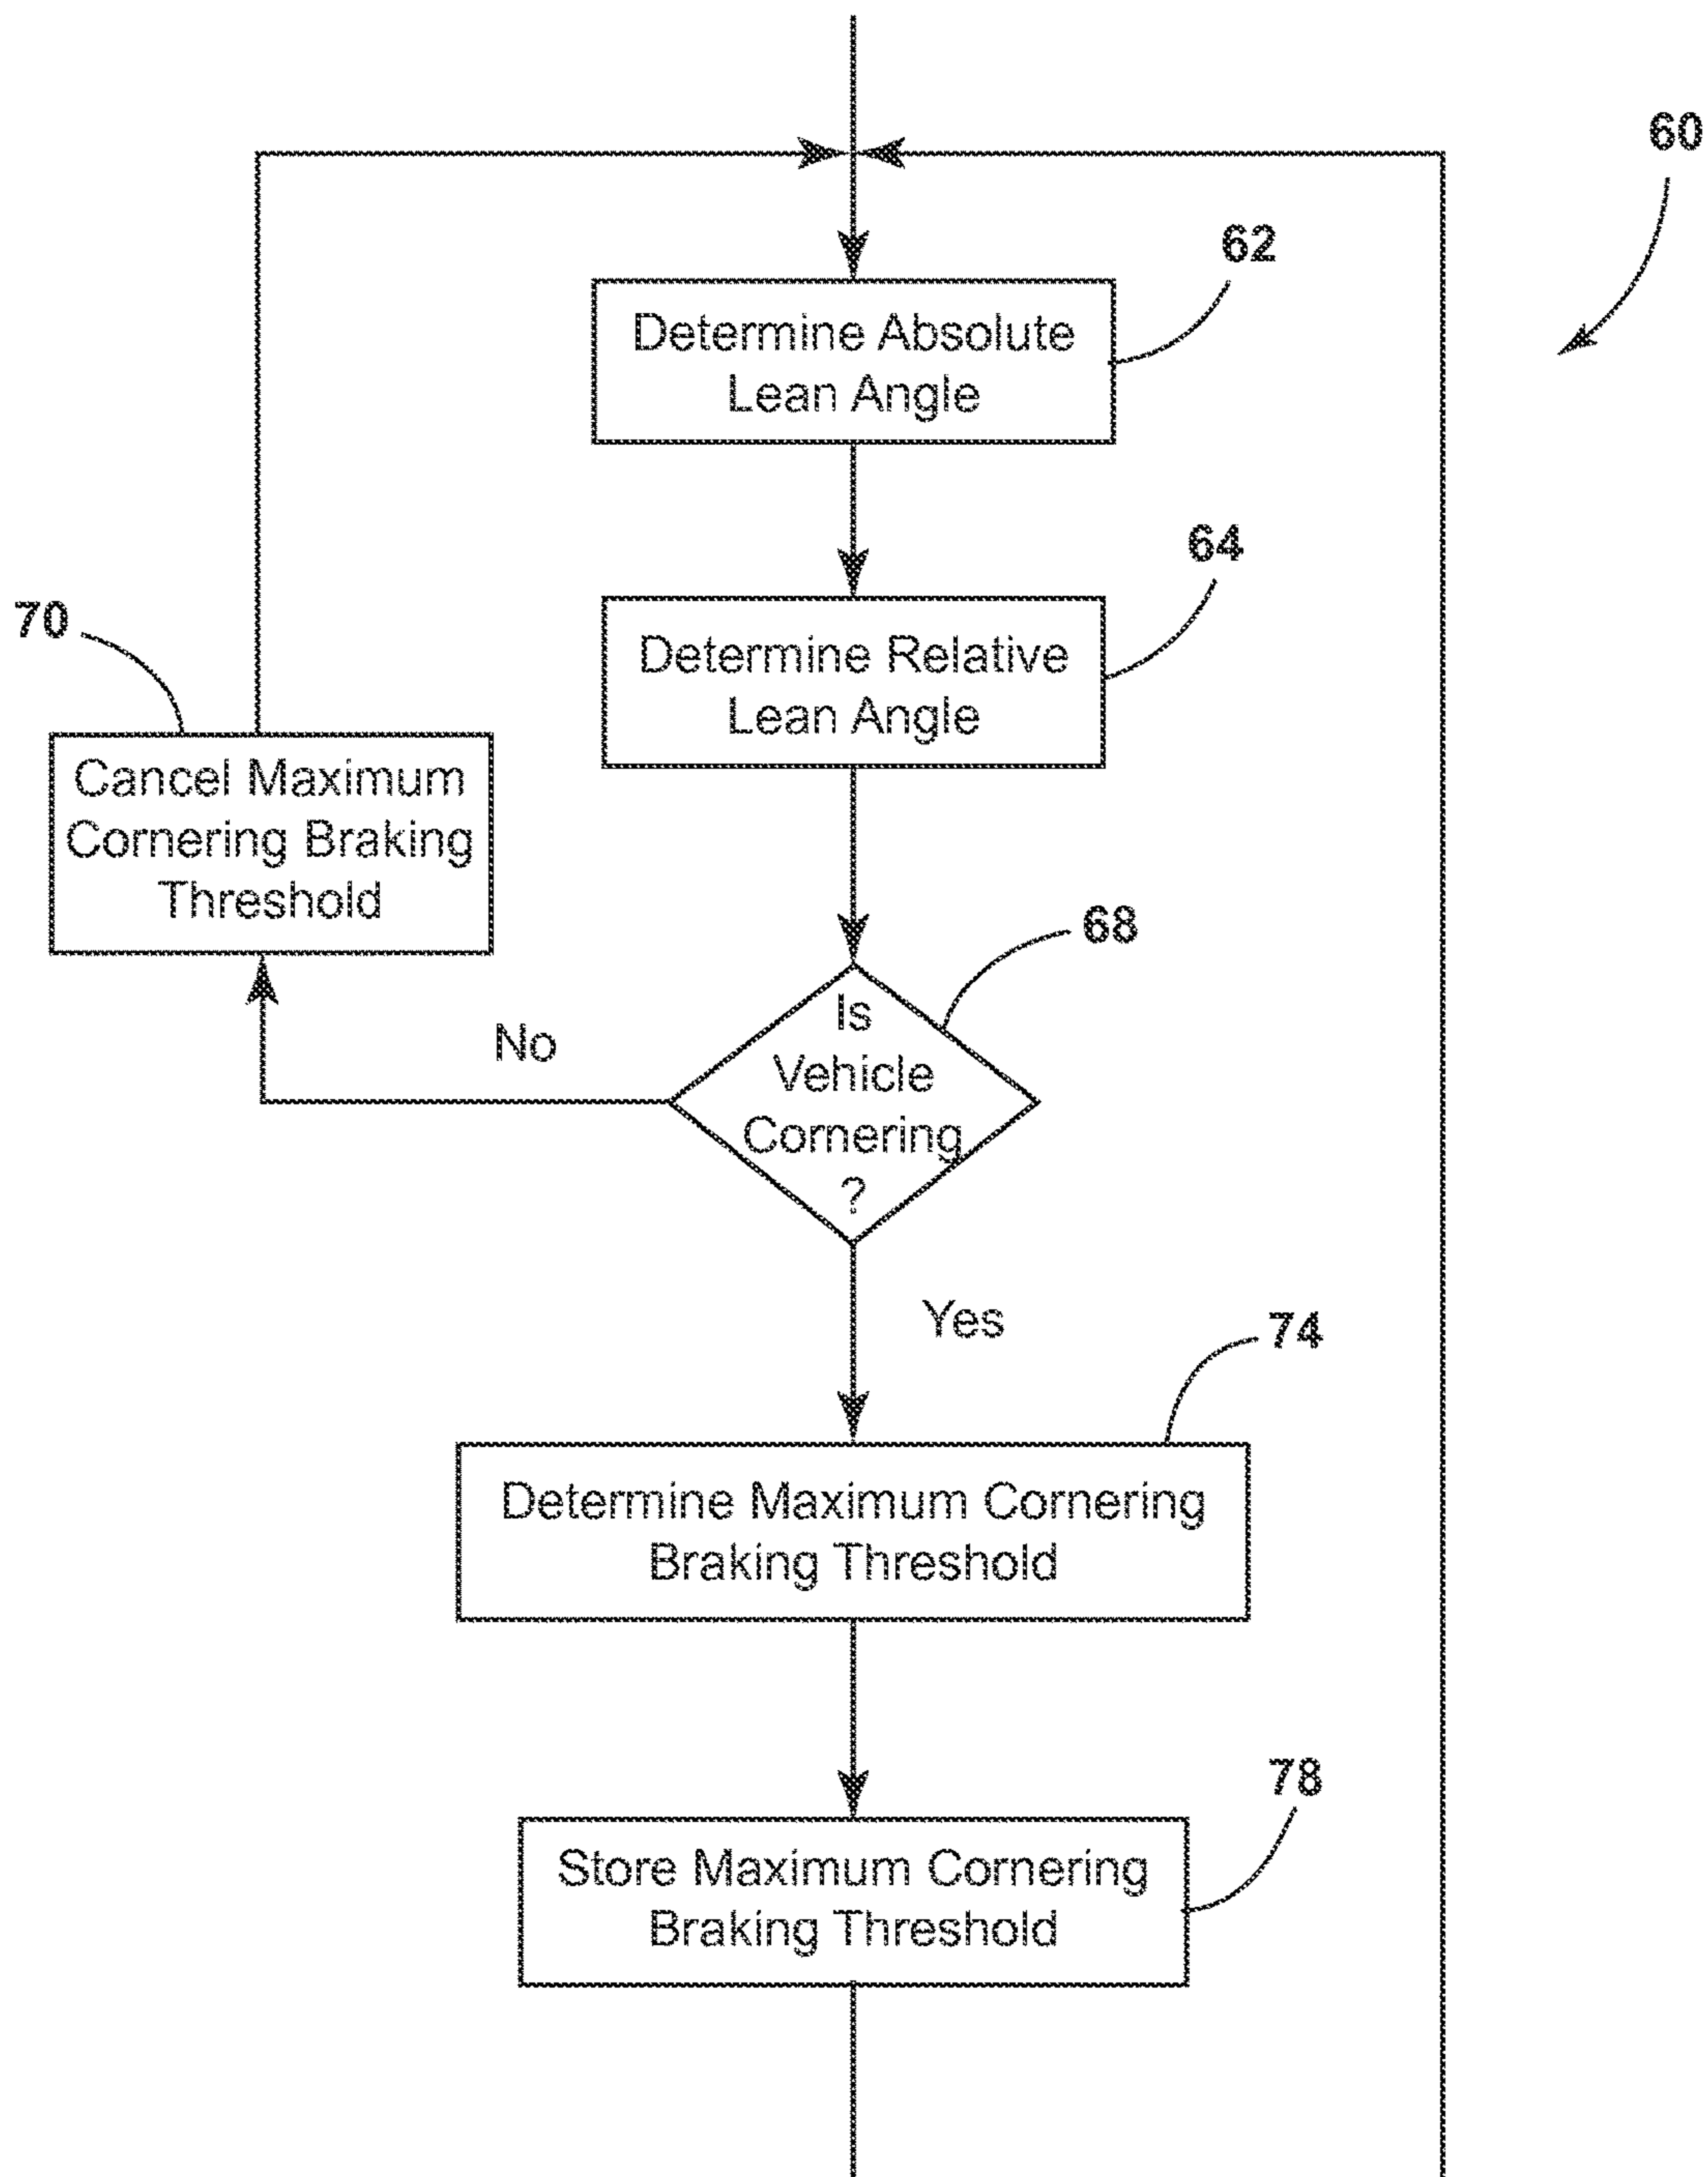 60
62
Determine Absolute
Lean Angle
64
Determine Relative
Lean Angle
70
Cancel Maximum
Cornering Braking
Threshold
68
Is
Vehicle
Cornering
?
No
Yes
74
Determine Maximum Cornering
Braking Threshold
78
Store Maximum Cornering
Braking Threshold